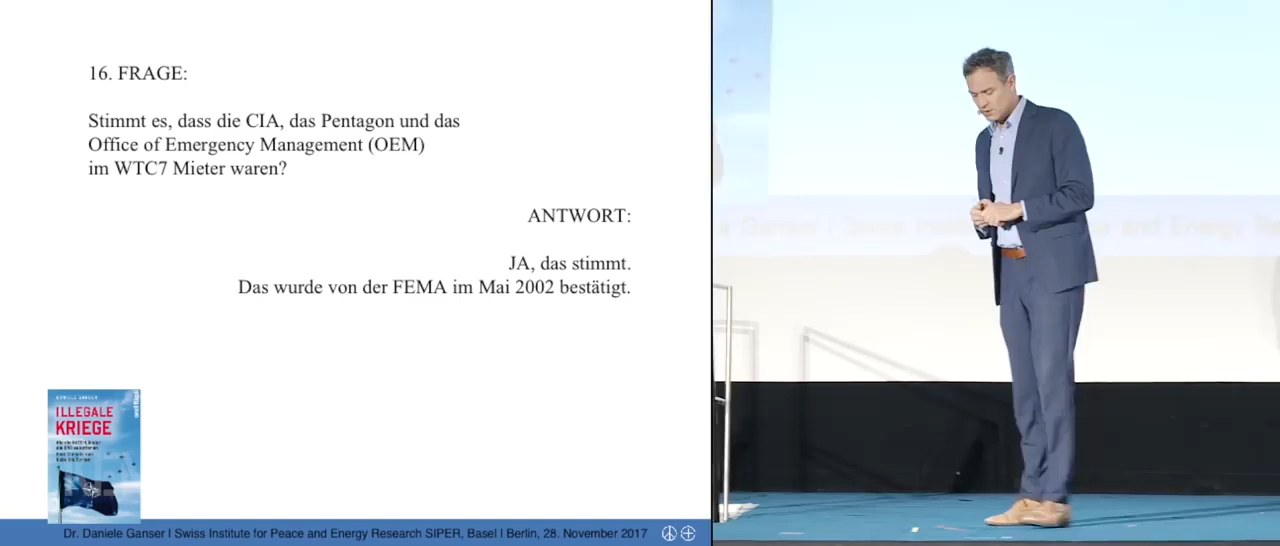 16. FRAGE:
Stimmt es, dass die CIA, das Pentagon und das
Office of Emergency Management (OEM)
im WTC7 Mieter waren?
ANTWORT:
JA, das stimmt.
Das wurde von der FEMA im Mai 2002 bestätigt.
ILLEGALE
KRIEGE
Dr. Daniele Ganser | Swiss Institute for Peace and Energy Research SIPER, Basel | Berlin, 28. November 2017